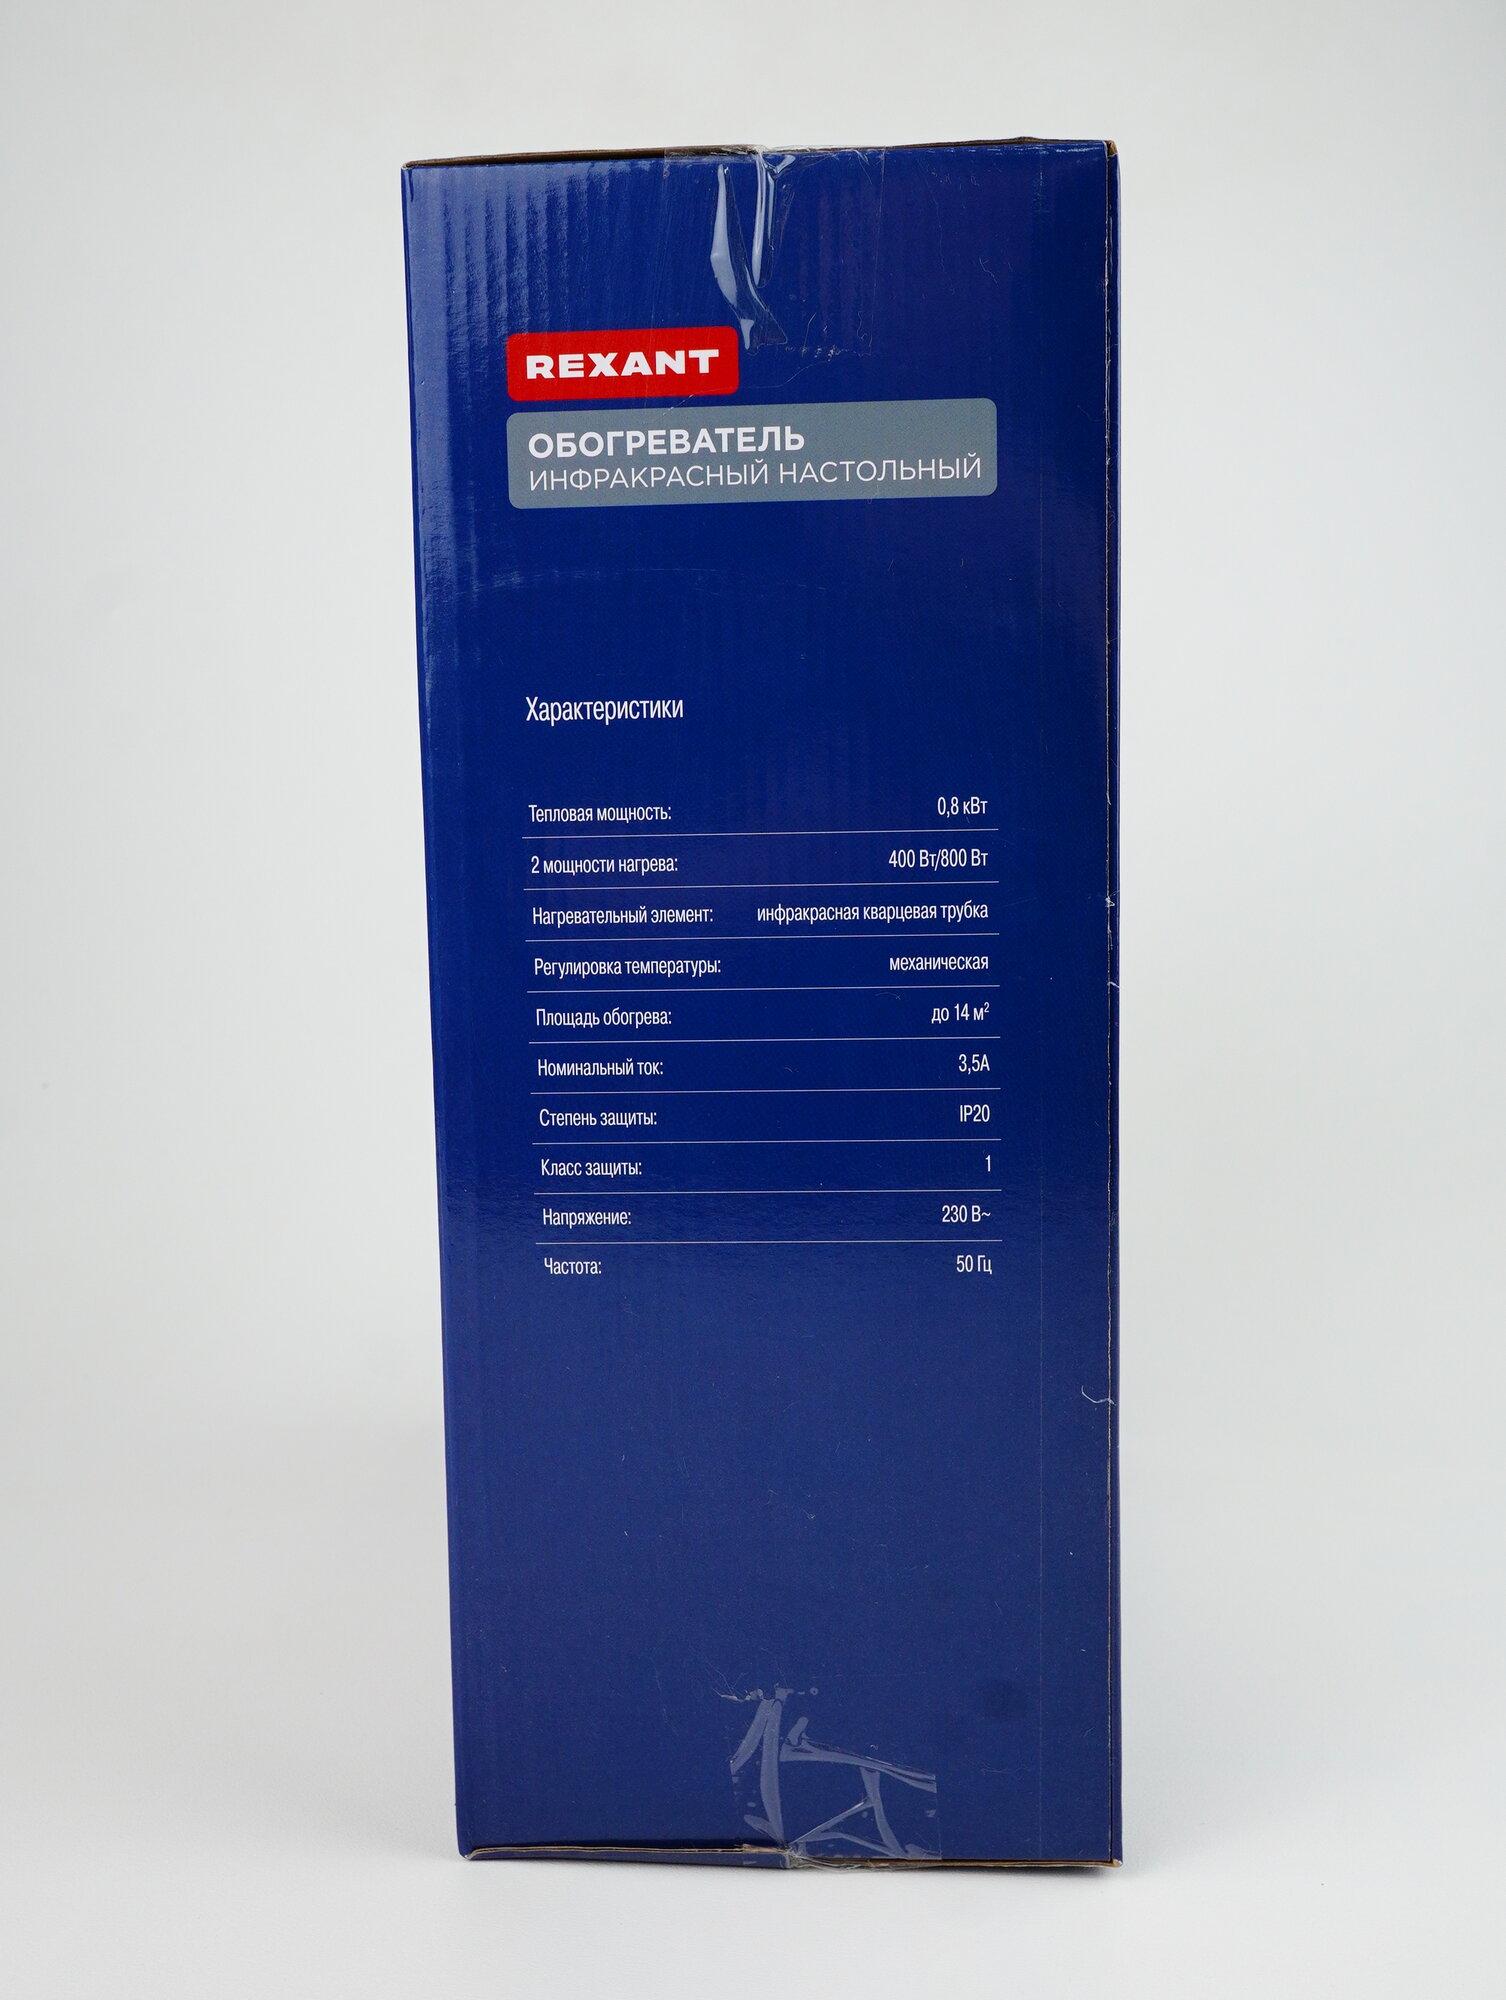 REXANT
ОБОГРЕВАТЕЛЬ
ИНФРАКРАСНЫЙ НАСТОЛЬНЫЙ
Характеристики
Тепловая мощность: 0,8 кВт
2 мощности нагрева: 400 Вт/800 Вт
Нагревательный элемент: инфракрасная кварцевая трубка
Регулировка температуры: механическая
Площадь обогрева: до 14 м²
Номинальный ток: 3,5А
Степень защиты: IP20
Класс защиты: 1
Напряжение: 230 В~
Частота: 50 Гц